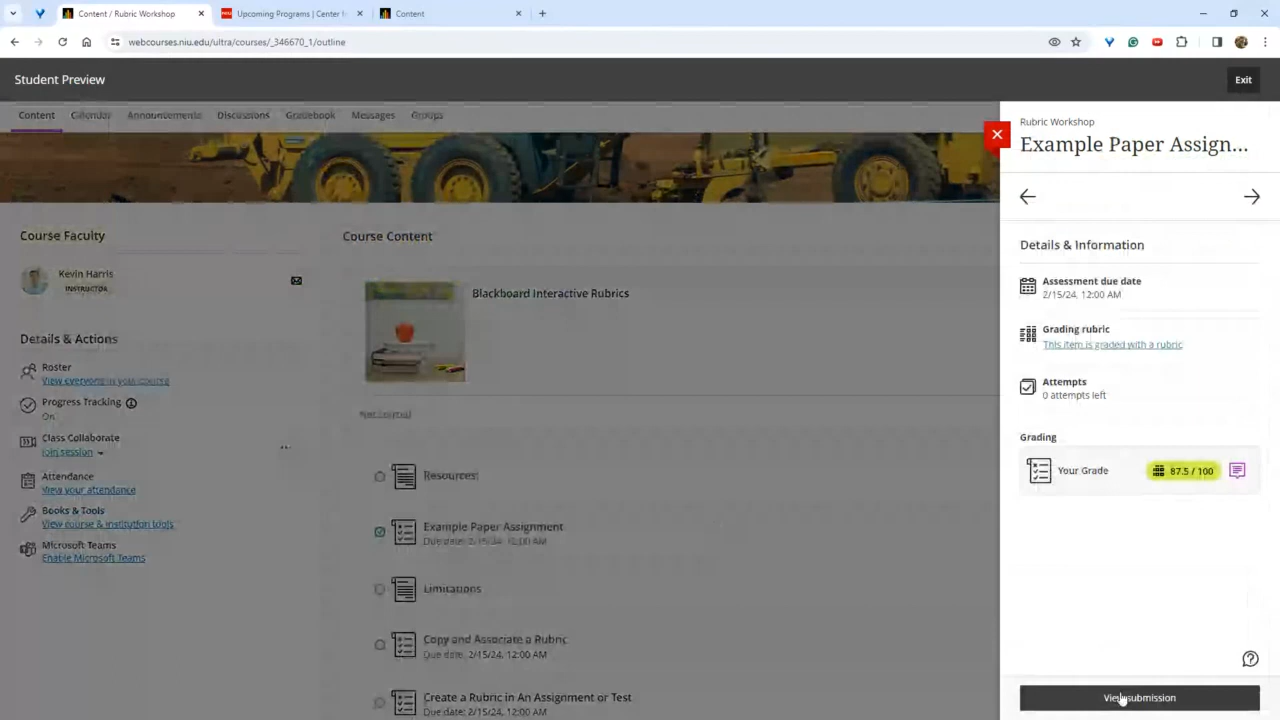 Content / Rubric Workshop
Upcoming Programs | Center f
Content
webcourses.niu.edu/ultra/courses/_346670_1/outline
Student Preview
Exit
Content
Calendar
Announcements
Discussions
Gradebook
Messages
Groups
Rubric Workshop
Example Paper Assign...
Course Faculty
Kevin Harris
INSTRUCTOR
Details & Actions
Roster
View everyone in your course
Progress Tracking
On
Class Collaborate
Join session
Attendance
View your attendance
Books & Tools
View course & institution tools
Microsoft Teams
Enable Microsoft Teams
Course Content
Blackboard Interactive Rubrics
Resources
Example Paper Assignment
Due date: 2/15/24, 12:00 AM
Limitations
Copy and Associate a Rubric
Due date: 2/15/24, 12:00 AM
Create a Rubric in An Assignment or Test
Due date: 2/15/24, 12:00 AM
Details & Information
Assessment due date
2/15/24, 12:00 AM
Grading rubric
This item is graded with a rubric
Attempts
0 attempts left
Grading
Your Grade
87.5 / 100
View submission